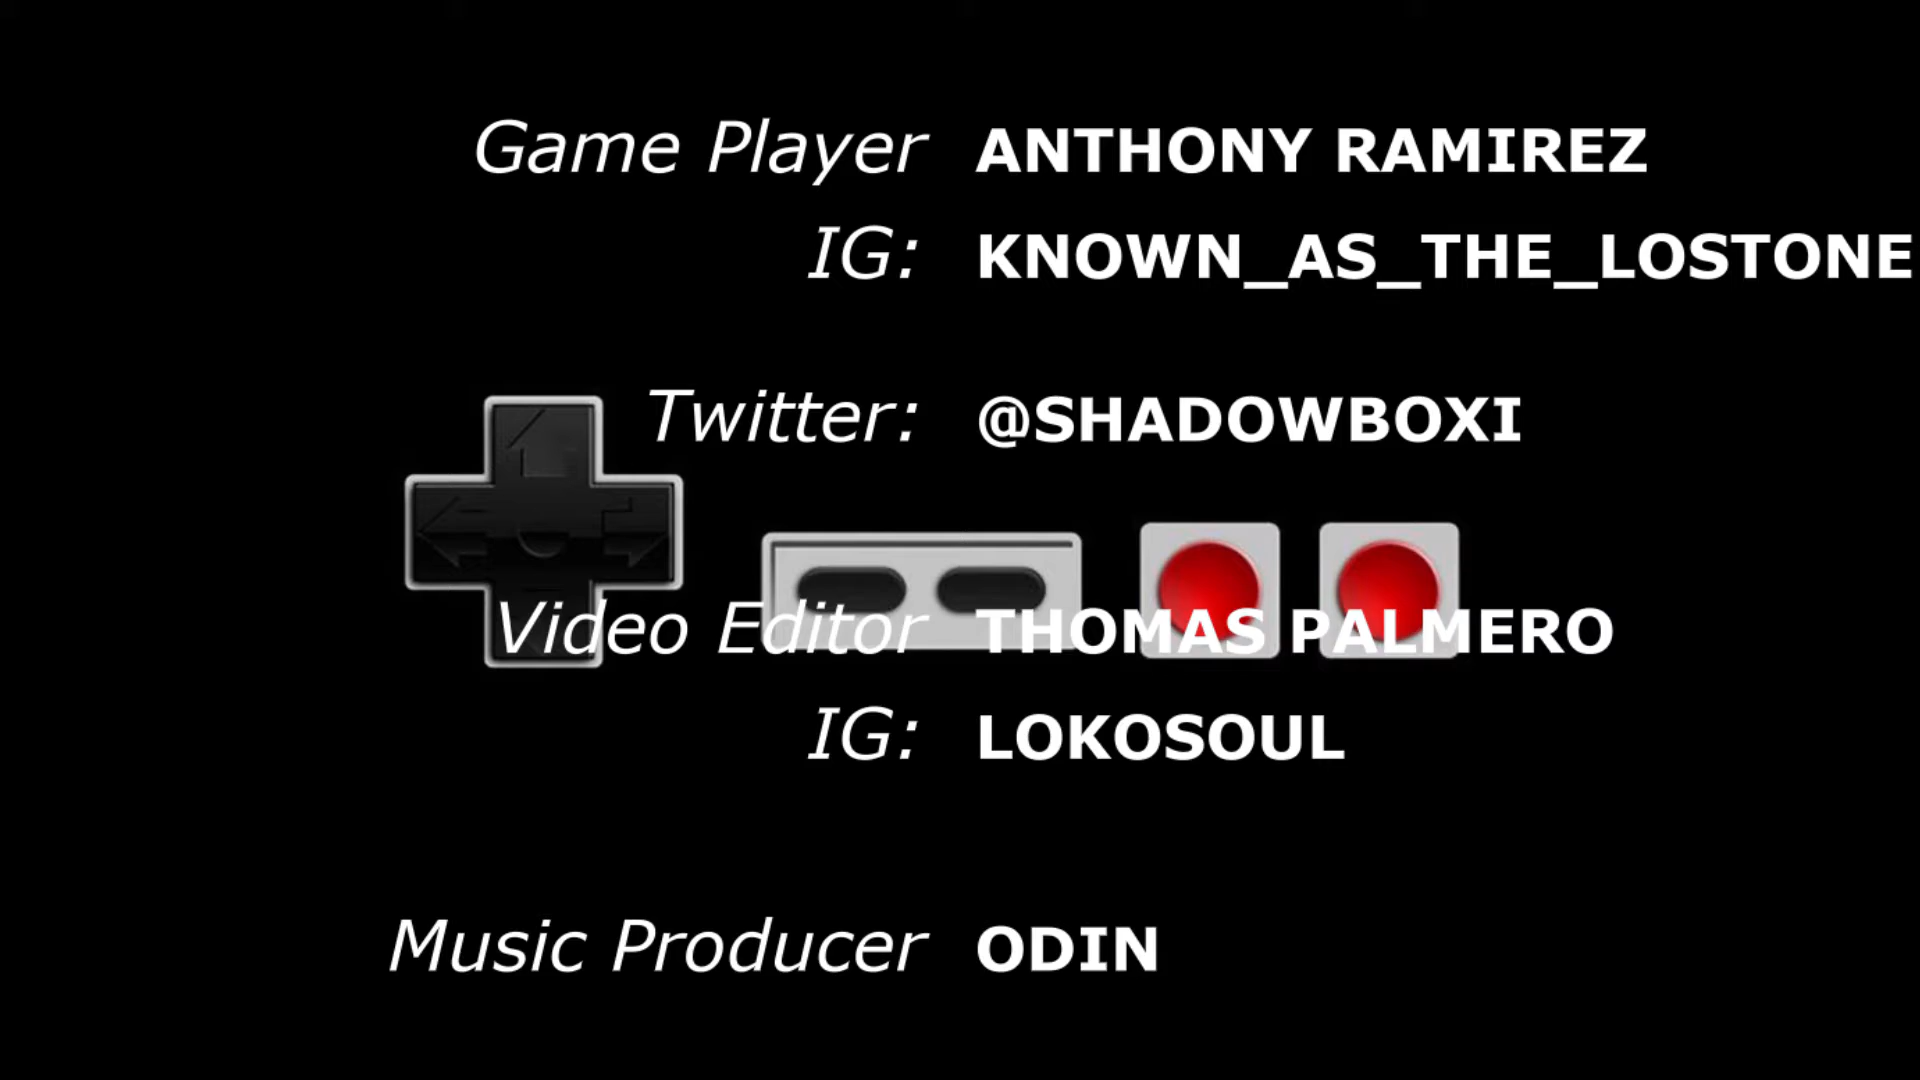 Game Player ANTHONY RAMIREZ
IG: KNOWN_AS_THE_LOSTONE
Twitter: @SHADOWBOXI
Video Editor THOMAS PALMERO
IG: LOKOSOUL
Music Producer ODIN